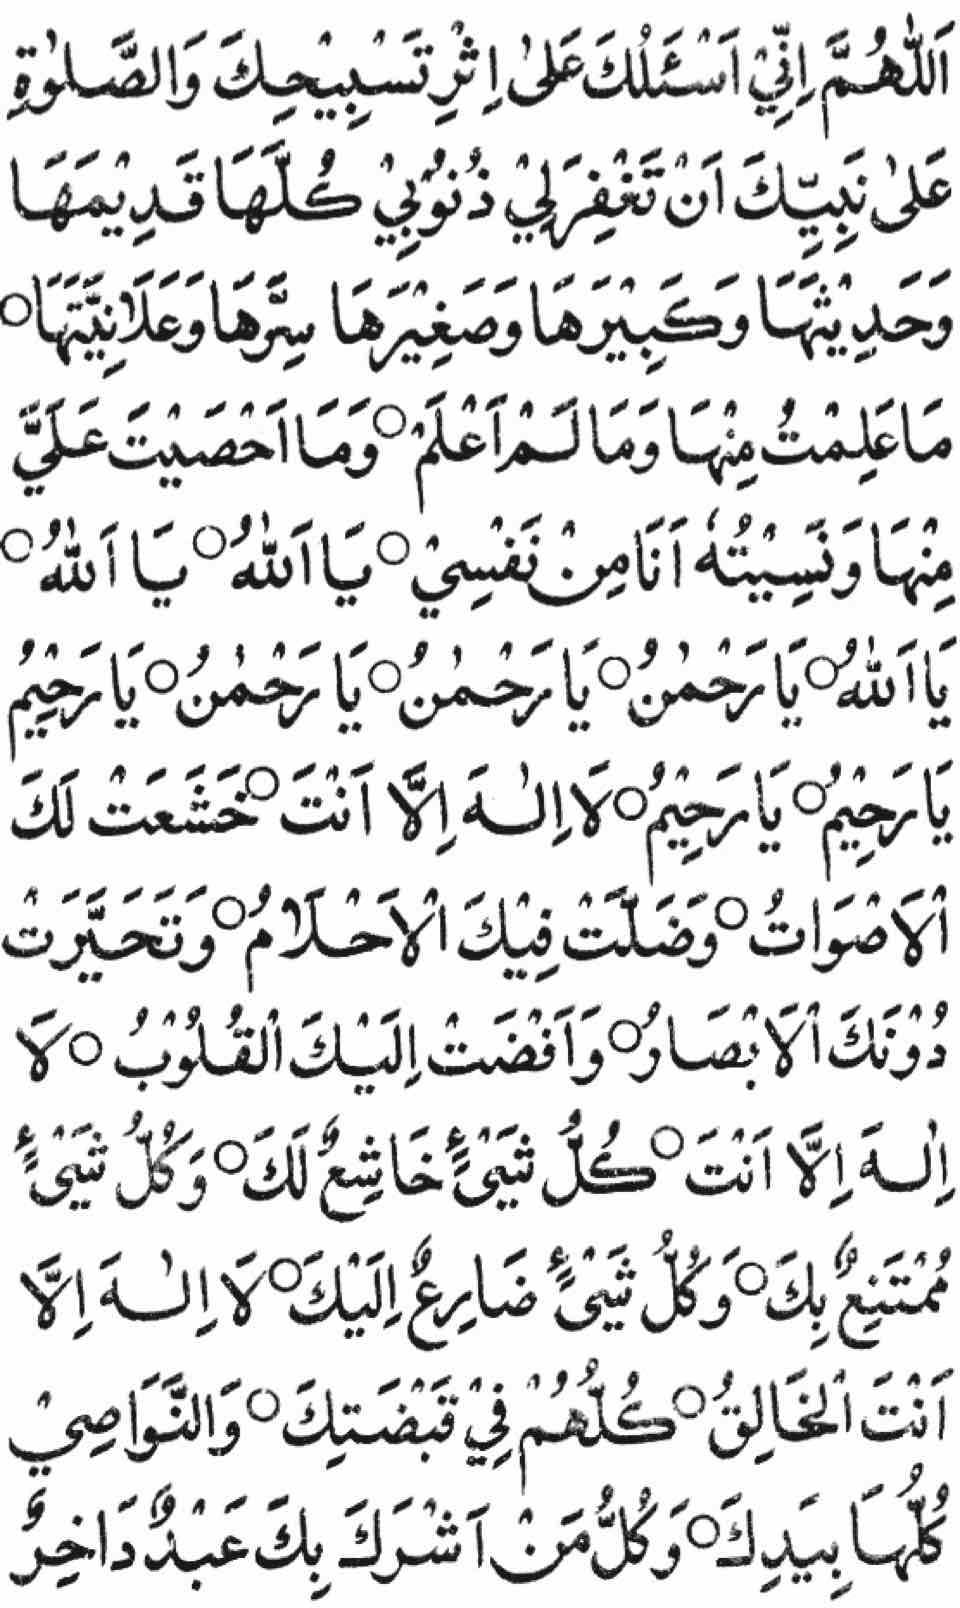 اَللّٰهُمَّ اِنِّيْ اَسْئَلُكَ عَلٰى اِثْرِ تَسْبِيْحِكَ وَالصَّلٰوةِ
عَلٰى نَبِيِّكَ اَنْ تَغْفِرَلِيْ ذُنُوْبِيْ كُلَّهَا قَدِيْمَهَا
وَحَدِيْثَهَا وَكَبِيْرَهَا وَصَغِيْرَهَا سِرَّهَا وَعَلَانِيَّتَهَا○
مَا عَلِمْتُ مِنْهَا وَمَا لَمْ اَعْلَمْ○ وَمَا اَحْصَيْتَ عَلَيَّ
مِنْهَا وَنَسِيْتُهٗ اَنَا مِنْ نَفْسِيْ○ يَا اَللّٰهُ○ يَا اَللّٰهُ○
يَا اَللّٰهُ○ يَا رَحْمٰنُ○ يَا رَحْمٰنُ○ يَا رَحْمٰنُ○ يَا رَحِيْمُ
يَا رَحِيْمُ○ يَا رَحِيْمُ○ لَا اِلٰهَ اِلَّا اَنْتَ○ خَشَعَتْ لَكَ
الْاَصْوَاتُ○ وَضَلَّتْ فِيْكَ الْاَحْلَامُ○ وَتَحَيَّرَتْ
دُوْنَكَ الْاَبْصَارُ○ وَاَفْضَتْ اِلَيْكَ الْقُلُوْبُ○ لَا
اِلٰهَ اِلَّا اَنْتَ○ كُلُّ شَيْءٍ خَاشِعٌ لَكَ○ وَكُلُّ شَيْءٍ
مُمْتَنِعٌ بِكَ○ وَكُلُّ شَيْءٍ ضَارِعٌ اِلَيْكَ○ لَا اِلٰهَ اِلَّا
اَنْتَ الْخَالِقُ○ كُلُّهُمْ فِيْ قَبْضَتِكَ○ وَالنَّوَاصِيْ
كُلُّهَا بِيَدِكَ○ وَكُلُّ مَنْ اَشْرَكَ بِكَ عَبْدٌ دَاخِرٌ